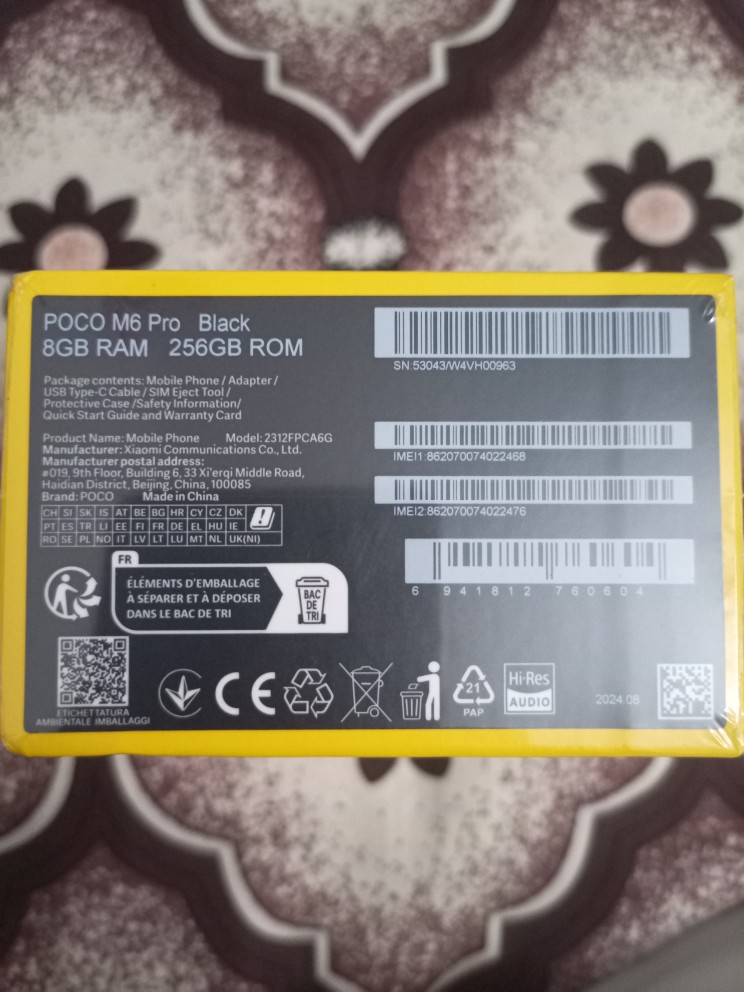 POCO M6 Pro Black
8GB RAM 256GB ROM
Package contents: Mobile Phone / Adapter /
USB Type-C Cable / SIM Eject Tool /
Protective Case /Safety Information/
Quick Start Guide and Warranty Card
Product Name: Mobile Phone Model: 2312FPCA6G
Manufacturer: Xiaomi Communications Co., Ltd.
Manufacturer postal address:
#019, 9th Floor, Building 6, 33 Xi'erqi Middle Road,
Haidian District, Beijing, China, 100085
Brand: POCO Made in China
CH SI SK IS AT BE BG HR CY CZ DK
PT ES TR LI EE FI FR DE EL HU IE
RO SE PL NO IT LV LT LU MT NL UK(NI)
FR
ÉLÉMENTS D'EMBALLAGE
À SÉPARER ET À DÉPOSER
DANS LE BAC DE TRI
BAC
DE
TRI
ETICHETTATURA
AMBIENTALE IMBALLAGGI
SN:53043/W4VH00963
IMEI1:862070074022468
IMEI2:862070074022476
6 941812 760604
CE
21
PAP
Hi-Res
AUDIO
2024.08